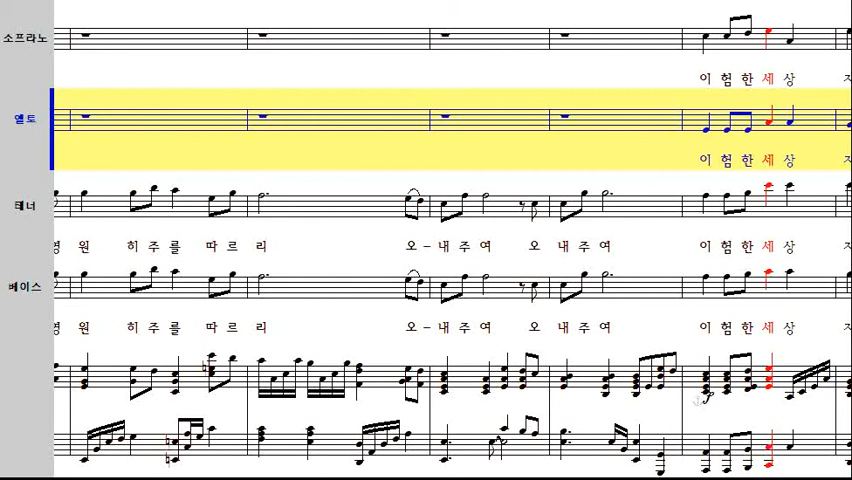 소프라노
이 험 한 세 상
엘토
이 험 한 세 상
테너
영 원 히 주 를 따 르 리 오 - 내 주 여 오 내 주 여 이 험 한 세 상
베이스
영 원 히 주 를 따 르 리 오 - 내 주 여 오 내 주 여 이 험 한 세 상